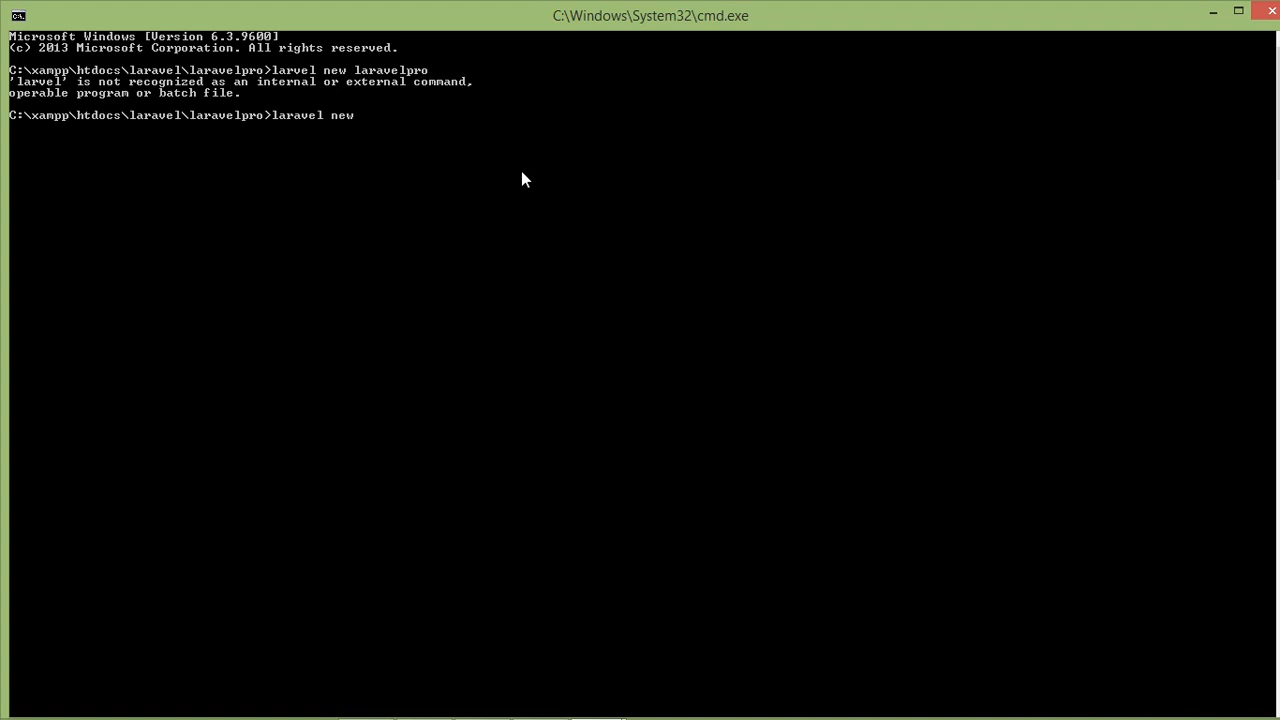 C:\Windows\System32\cmd.exe
Microsoft Windows [Version 6.3.9600]
(c) 2013 Microsoft Corporation. All rights reserved.
C:\xampp\htdocs\laravel\laravelpro>larvel new laravelpro
'larvel' is not recognized as an internal or external command,
operable program or batch file.
C:\xampp\htdocs\laravel\laravelpro>laravel new